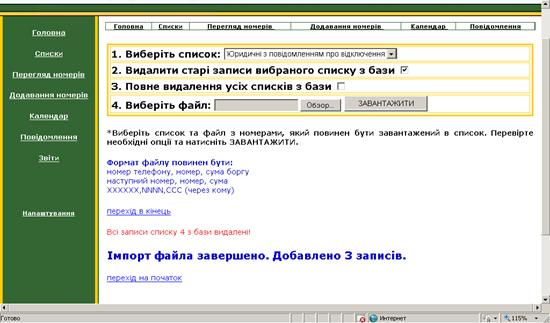 Головна
Списки
Перегляд номерів
Додавання номерів
Календар
Повідомлення
Звіти
Налаштування
Головна Списки Перегляд номерів Додавання номерів Календар Повідомлення
1. Виберіть список: Юридичні з повідомленням про відключення
2. Видалити старі записи вибраного списку з бази
3. Повне видалення усіх списків з бази
4. Виберіть файл: Обзор... ЗАВАНТАЖИТИ
*Виберіть список та файл з номерами, який повинен бути завантажений в список. Перевірте
необхідні опції та натисніть ЗАВАНТАЖИТИ.
Формат файлу повинен бути:
номер телефону, номер, сума боргу
наступний номер, номер, сума
XXXXXX,NNNN,CCC (через кому)
перехід в кінець
Всі записи списку 4 з бази видалені!
Імпорт файла завершено. Добавлено 3 записів.
перехід на початок
Готово Интернет 115%